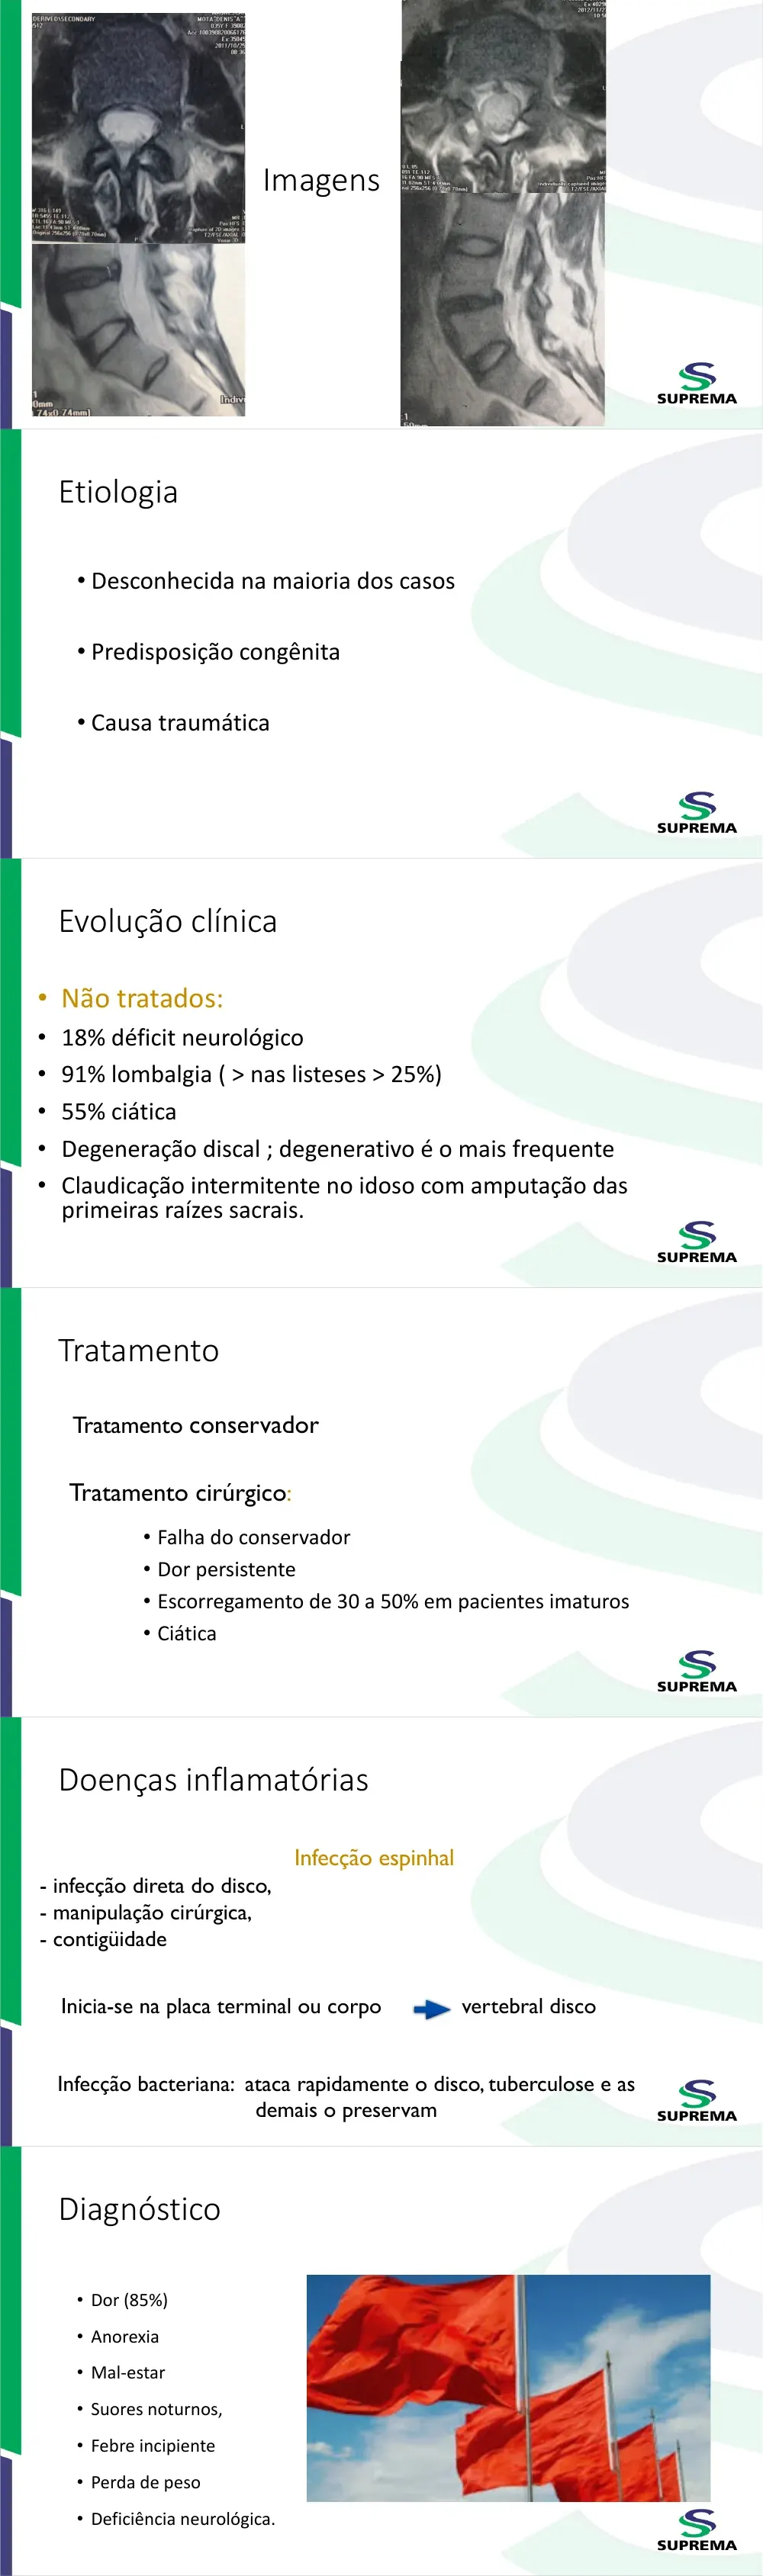 DERIVED\SECONDARY
Imagens
SUPREMA
Etiologia
• Desconhecida na maioria dos casos
• Predisposição congênita
• Causa traumática
SUPREMA
Evolução clínica
• Não tratados:
• 18% déficit neurológico
• 91% lombalgia ( > nas listeses > 25%)
• 55% ciática
• Degeneração discal ; degenerativo é o mais frequente
• Claudicação intermitente no idoso com amputação das
primeiras raízes sacrais.
SUPREMA
Tratamento
Tratamento conservador
Tratamento cirúrgico:
• Falha do conservador
• Dor persistente
• Escorregamento de 30 a 50% em pacientes imaturos
• Ciática
SUPREMA
Doenças inflamatórias
Infecção espinhal
- infecção direta do disco,
- manipulação cirúrgica,
- contigüidade
Inicia-se na placa terminal ou corpo vertebral disco
Infecção bacteriana: ataca rapidamente o disco, tuberculose e as
demais o preservam
SUPREMA
Diagnóstico
• Dor (85%)
• Anorexia
• Mal-estar
• Suores noturnos,
• Febre incipiente
• Perda de peso
• Deficiência neurológica.
SUPREMA